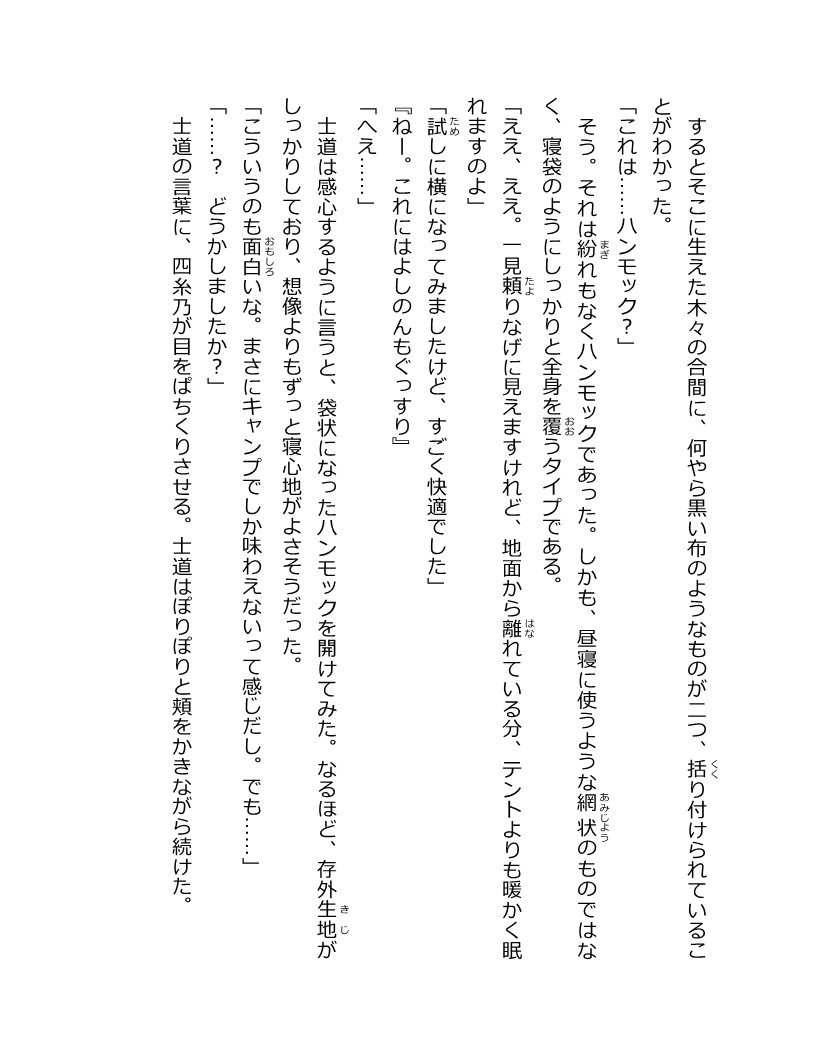 するとそこに生えた木々の合間に、何やら黒い布のようなものが二つ、括り付けられているこ
とがわかった。
「これは……ハンモック？」
そう。それは紛れもなくハンモックであった。しかも、昼寝に使うような網状のものではな
く、寝袋のようにしっかりと全身を覆うタイプである。
「ええ、ええ。一見頼りなげに見えますけれど、地面から離れている分、テントよりも暖かく眠
れますのよ」
「試しに横になってみましたけど、すごく快適でした」
『ねー。これにはよしのんもぐっすり』
「へえ……」
士道は感心するように言うと、袋状になったハンモックを開けてみた。なるほど、存外生地が
しっかりしており、想像よりもずっと寝心地がよさそうだった。
「こういうのも面白いな。まさにキャンプでしか味わえないって感じだし。でも……」
「……？　どうかしましたか？」
士道の言葉に、四糸乃が目をぱちくりさせる。士道はぽりぽりと頬をかきながら続けた。